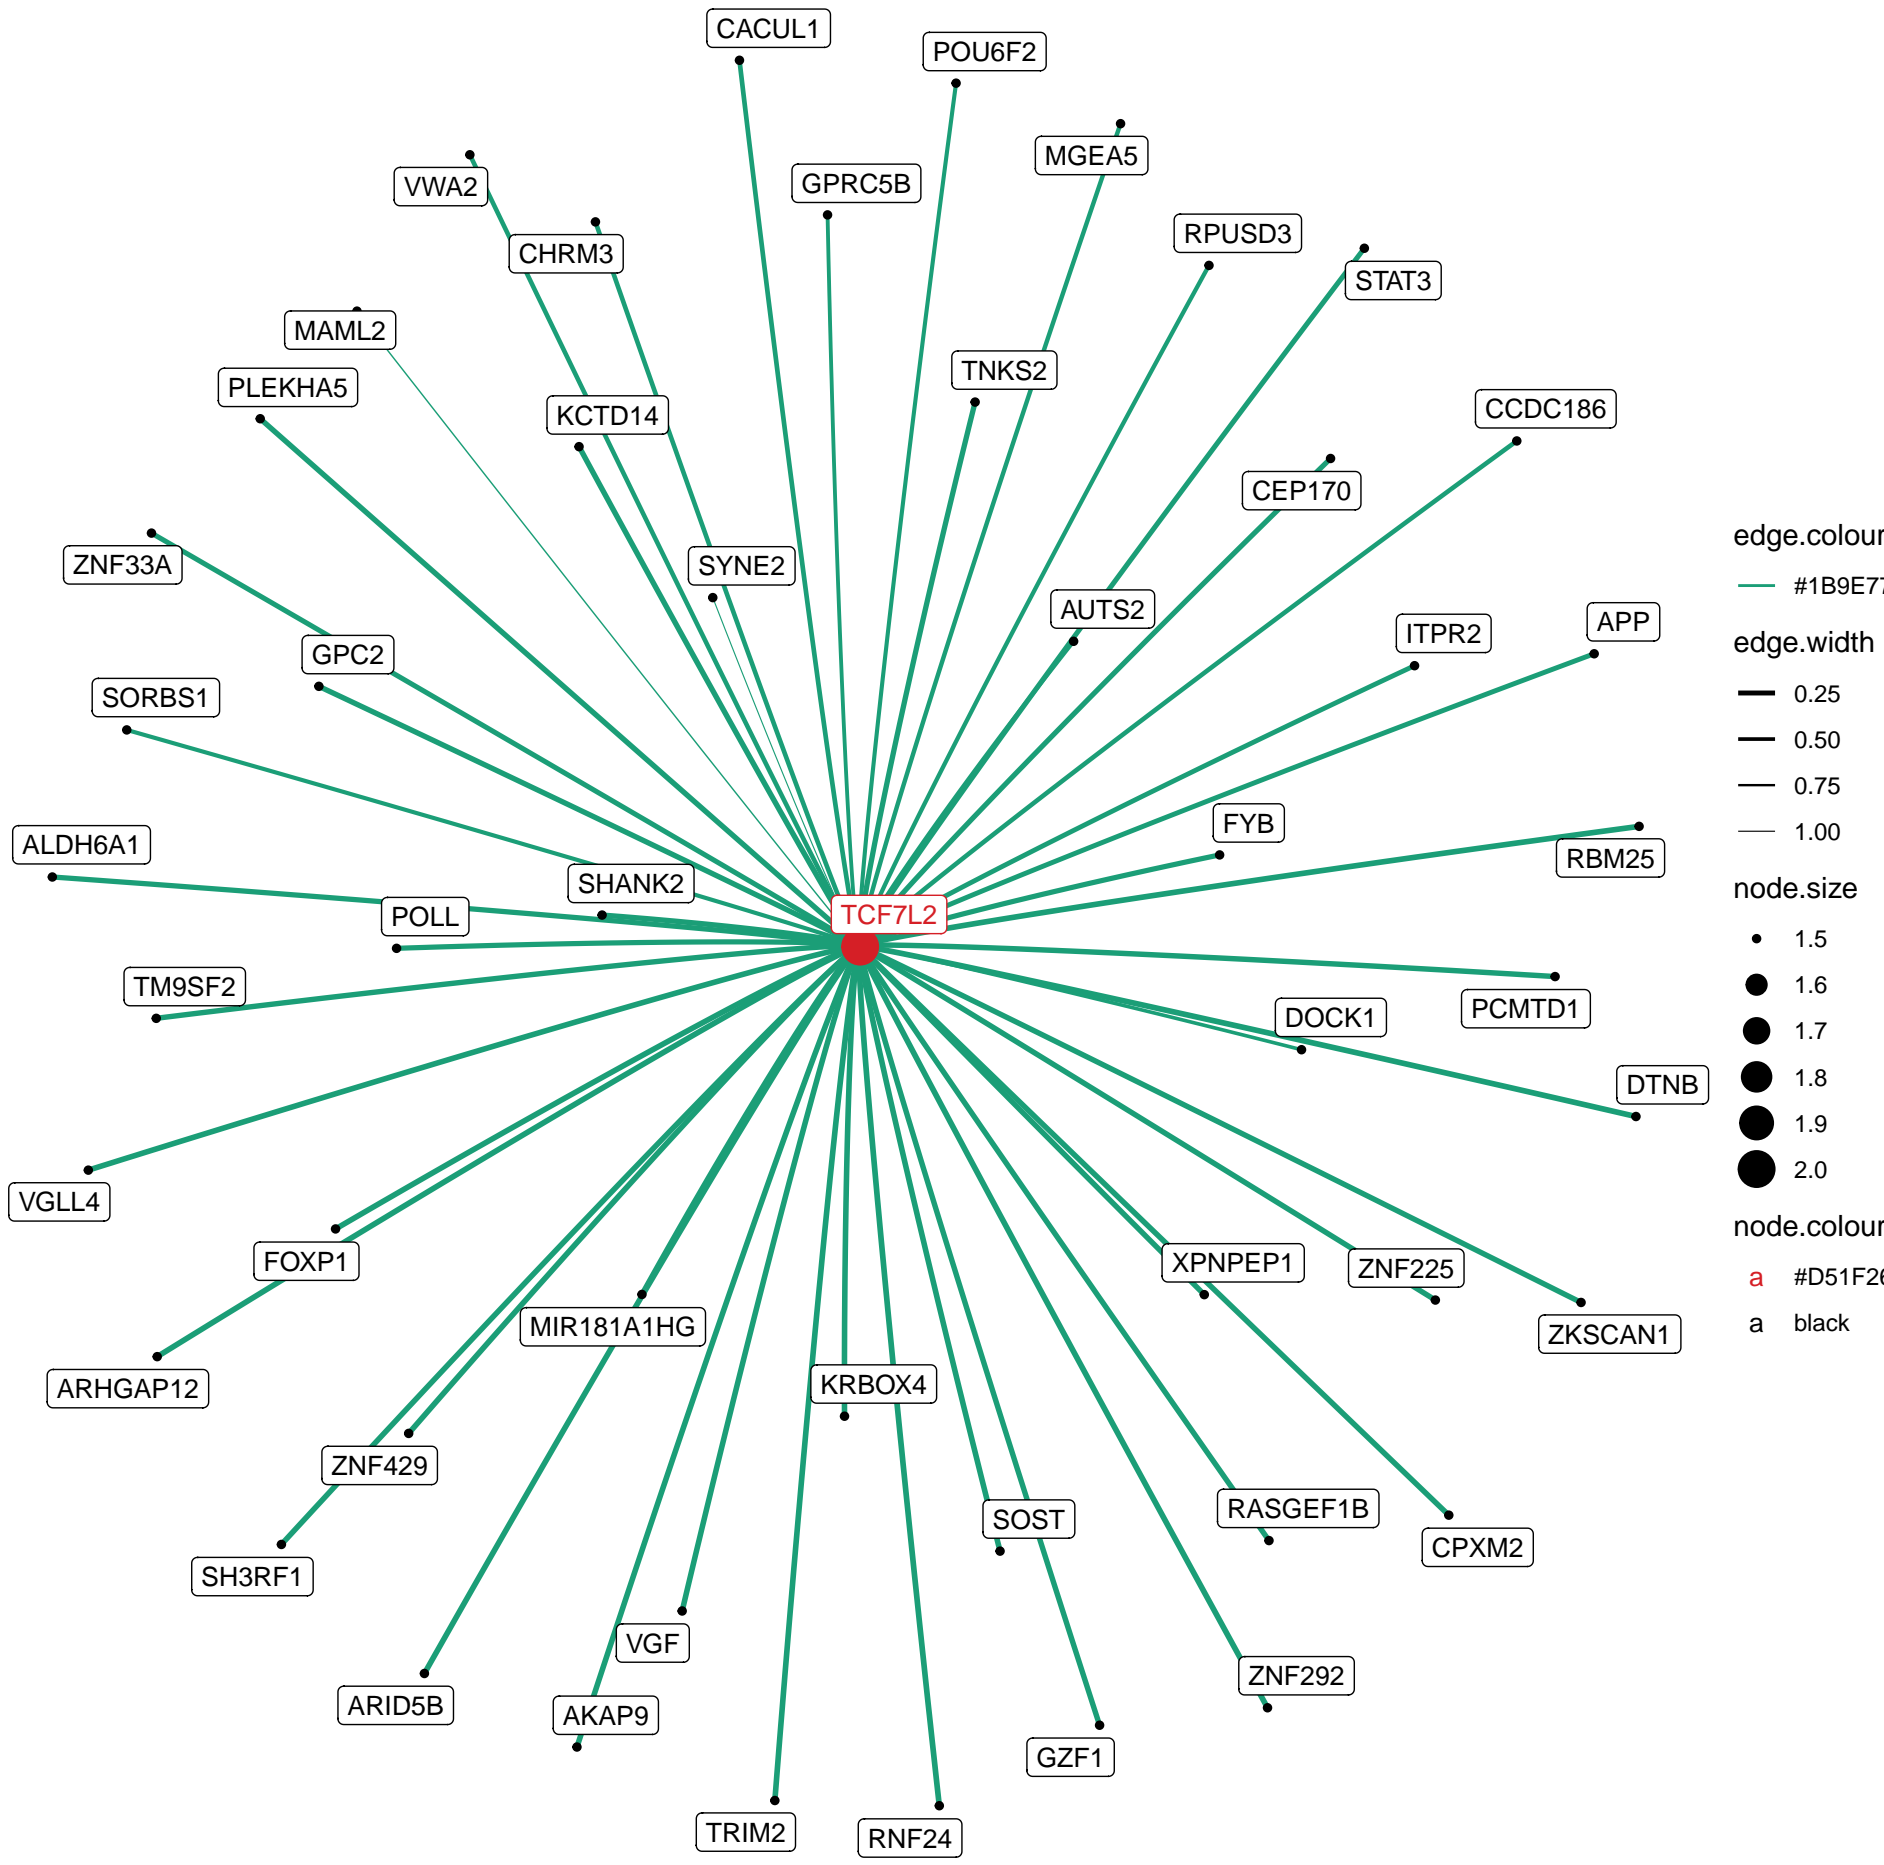 CACUL1
POU6F2
MGEA5
VWA2
GPRC5B
RPUSD3
CHRM3
STAT3
MAML2
TNKS2
PLEKHA5
KCTD14
CCDC186
CEP170
edge.colour
ZNF33A
SYNE2
#1B9E77
AUTS2
APP
ITPR2
edge.width
GPC2
0.25
SORBS1
0.50
0.75
FYB
1.00
ALDH6A1
RBM25
SHANK2
node.size
TCF7L2
POLL
1.5
TM9SF2
1.6
PCMTD1
DOCK1
1.7
1.8
DTNB
1.9
2.0
VGLL4
node.colour
FOXP1
XPNPEP1
ZNF225
a #D51F26
MIR181A1HG
a black
ZKSCAN1
KRBOX4
ARHGAP12
ZNF429
RASGEF1B
SOST
CPXM2
SH3RF1
VGF
ZNF292
ARID5B
AKAP9
GZF1
TRIM2
RNF24